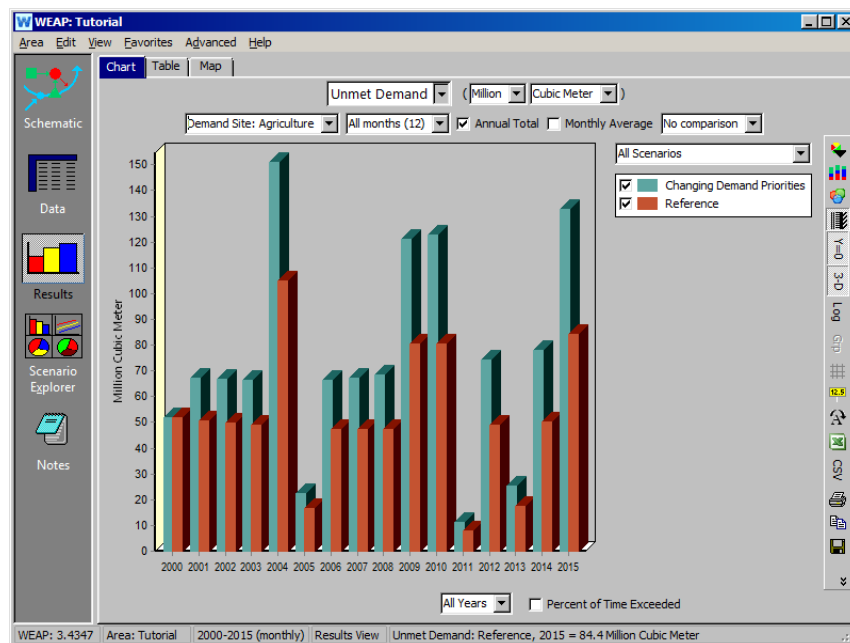 WEAP: Tutorial
Area Edit View Favorites Advanced Help
Chart Table Map
Unmet Demand ( Million Cubic Meter )
Demand Site: Agriculture All months (12) Annual Total Monthly Average No comparison
Schematic
Data
Results
Scenario
Explorer
Notes
All Scenarios
Changing Demand Priorities
Reference
Million Cubic Meter
150
140
130
120
110
100
90
80
70
60
50
40
30
20
10
0
2000 2001 2002 2003 2004 2005 2006 2007 2008 2009 2010 2011 2012 2013 2014 2015
Y=0
3-D
Log
Grp
12.5
A
CSV
All Years Percent of Time Exceeded
WEAP: 3.4347 Area: Tutorial 2000-2015 (monthly) Results View Unmet Demand: Reference, 2015 = 84.4 Million Cubic Meter